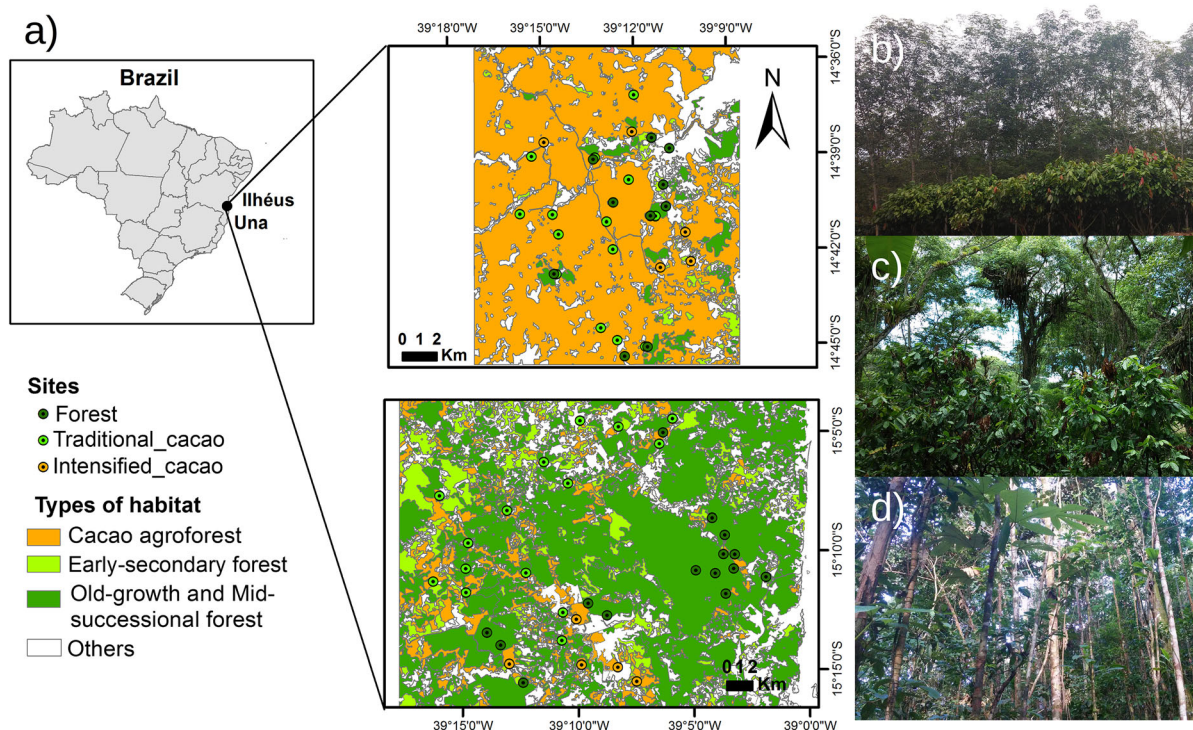 a)
Brazil
Ilhéus
Una
Sites
Forest
Traditional_cacao
Intensified_cacao
Types of habitat
Cacao agroforest
Early-secondary forest
Old-growth and Mid-
successional forest
Others
39°18'0"W 39°15'0"W 39°12'0"W 39°9'0"W
14°36'0"S
14°39'0"S
14°42'0"S
14°45'0"S
N
0 1 2
Km
15°5'0"S
15°10'0"S
15°15'0"S
0 1 2
Km
39°15'0"W 39°10'0"W 39°5'0"W 39°0'0"W
b)
c)
d)